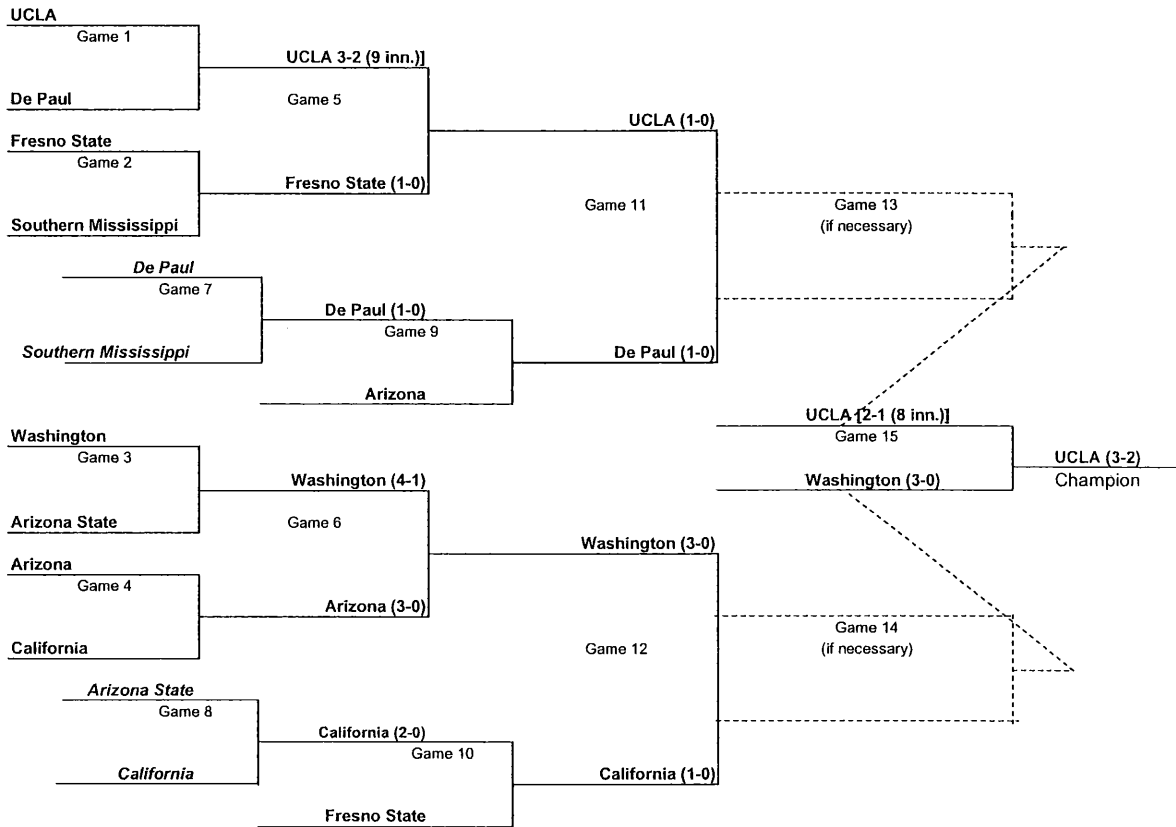 UCLA
Game 1
UCLA 3-2 (9 inn.)]
De Paul
Game 5
UCLA (1-0)
Fresno State
Game 2
Fresno State (1-0)
Game 11
Game 13
(if necessary)
Southern Mississippi
De Paul
Game 7
De Paul (1-0)
Game 9
Southern Mississippi
De Paul (1-0)
Arizona
UCLA [2-1 (8 inn.)]
Washington
Game 3
Game 15
UCLA (3-2)
Champion
Washington (4-1)
Washington (3-0)
Arizona State
Game 6
Washington (3-0)
Arizona
Game 4
Arizona (3-0)
Game 14
(if necessary)
California
Game 12
Arizona State
Game 8
California (2-0)
Game 10
California
California (1-0)
Fresno State